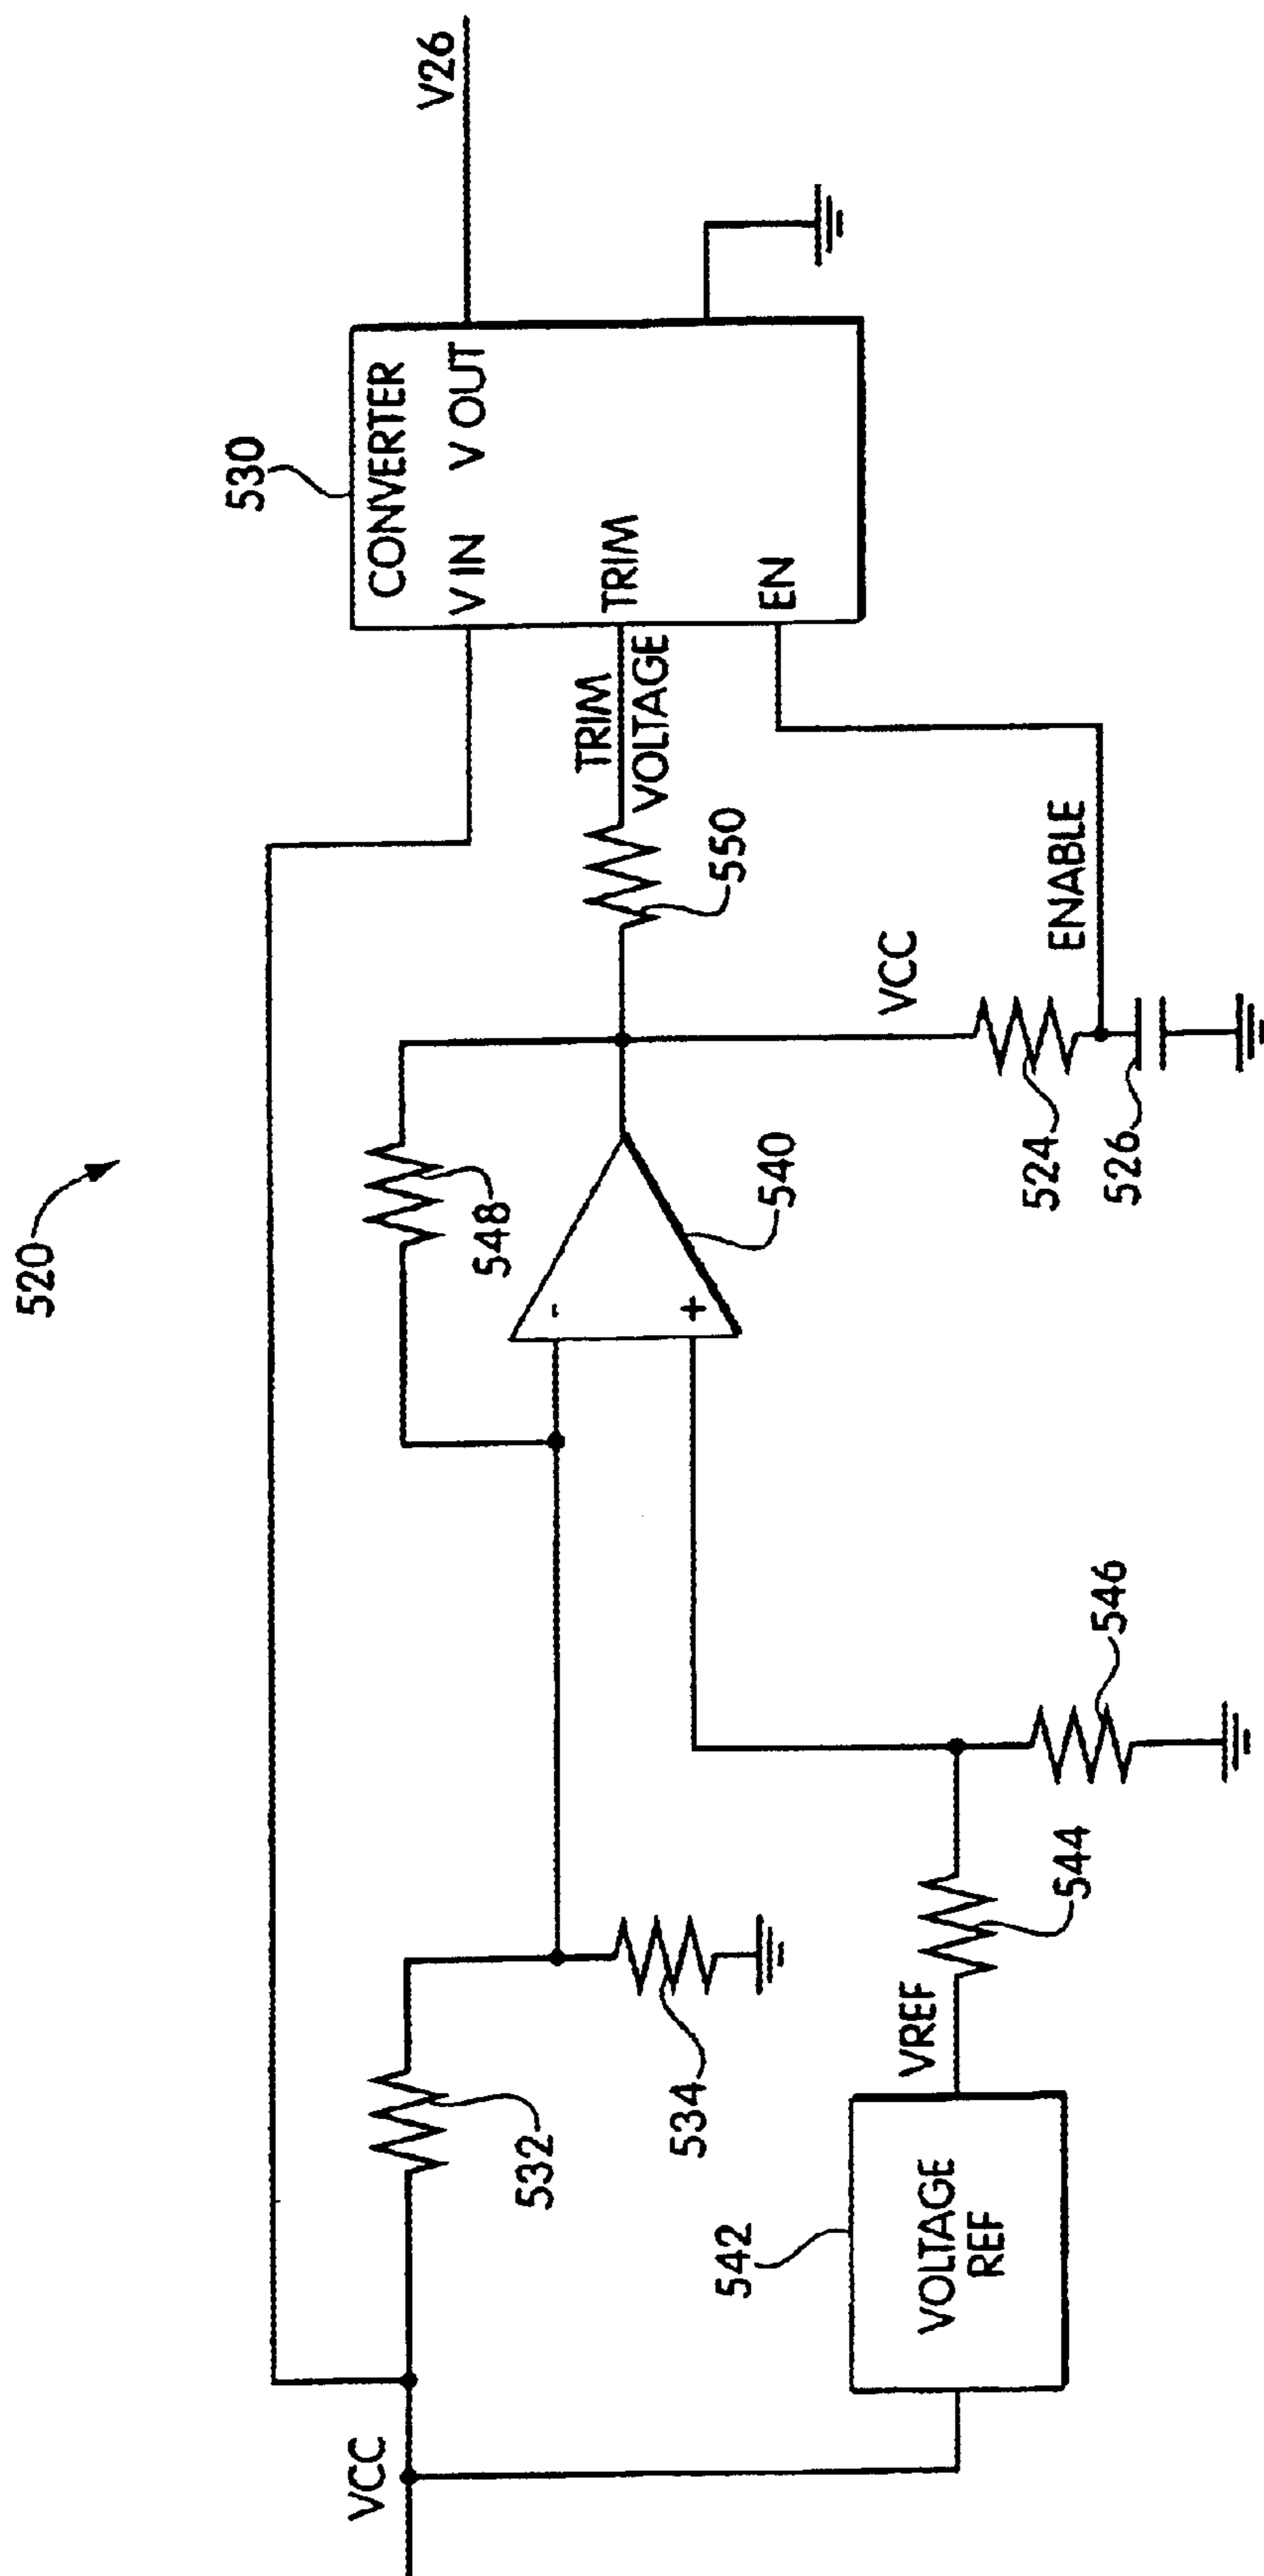 520
530
CONVERTER
V IN V OUT
V26
TRIM
EN
TRIM
VOLTAGE
550
548
540
VCC
ENABLE
524
526
VCC
532
534
542
VOLTAGE
REF
VREF
544
546
-
+